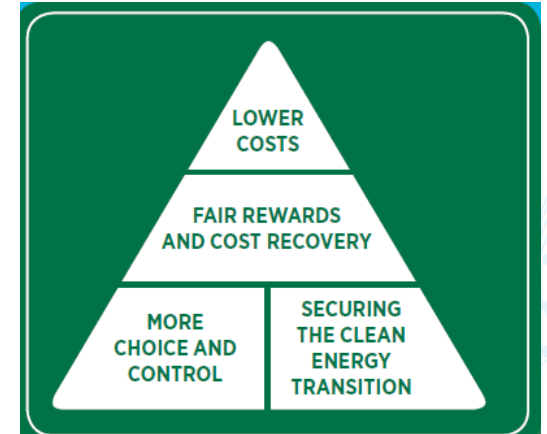 LOWER
COSTS
FAIR REWARDS
AND COST RECOVERY
MORE
CHOICE AND
CONTROL
SECURING
THE CLEAN
ENERGY
TRANSITION